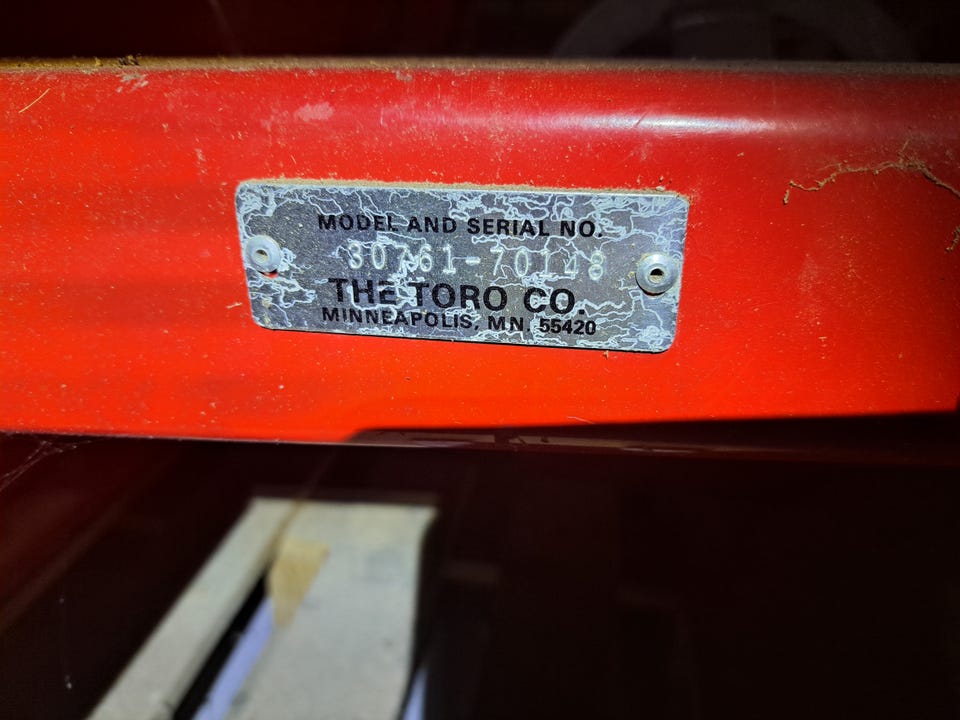 MODEL AND SERIAL NO.
30761-70148
THE TORO CO.
MINNEAPOLIS, MN. 55420